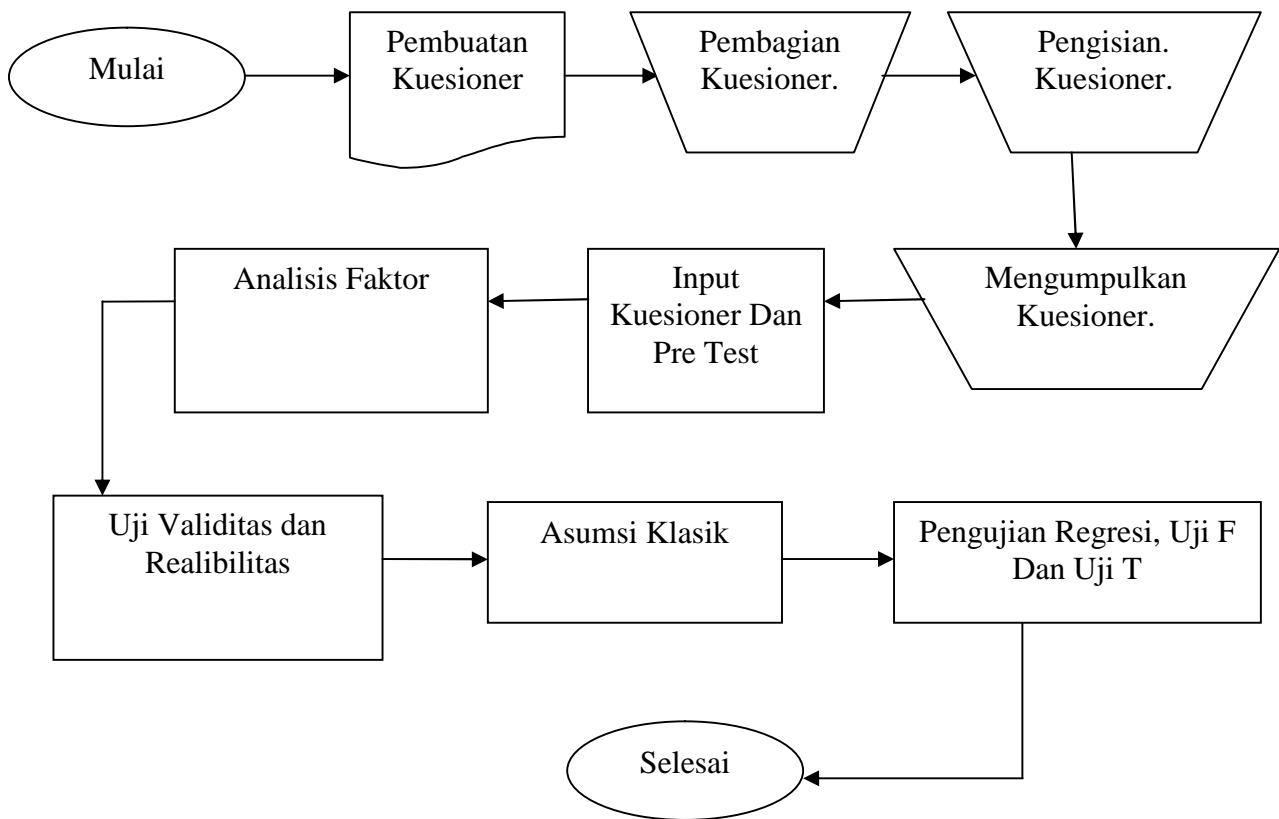 Mulai
Pembuatan
Kuesioner
Pembagian
Kuesioner.
Pengisian.
Kuesioner.
Mengumpulkan
Kuesioner.
Input
Kuesioner Dan
Pre Test
Analisis Faktor
Uji Validitas dan
Realibilitas
Asumsi Klasik
Pengujian Regresi, Uji F
Dan Uji T
Selesai